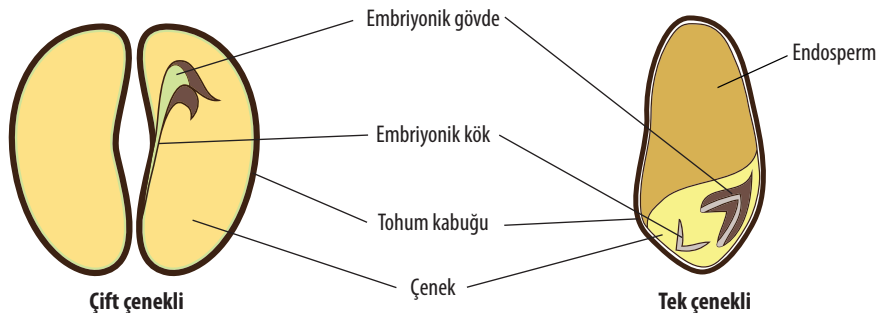 Embriyonik gövde
Endosperm
Embriyonik kök
Tohum kabuğu
Çenek
Çift çenekli
Tek çenekli